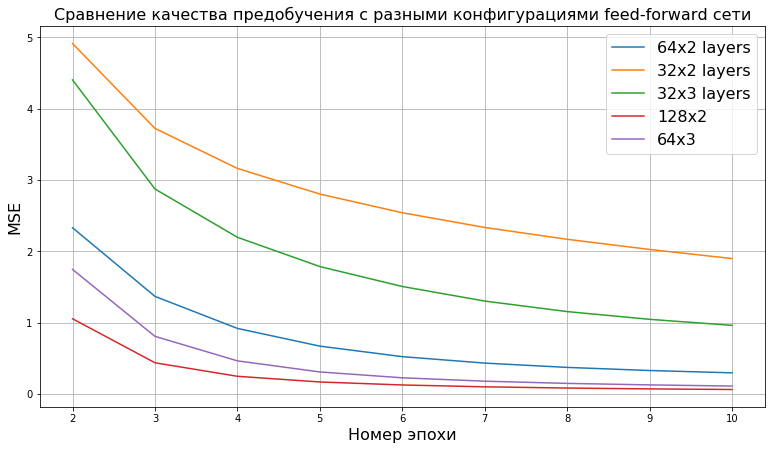 Сравнение качества предобучения с разными конфигурациями feed-forward сети
64x2 layers
32x2 layers
32x3 layers
128x2
64x3
MSE
5
4
3
2
1
0
2 3 4 5 6 7 8 9 10
Номер эпохи